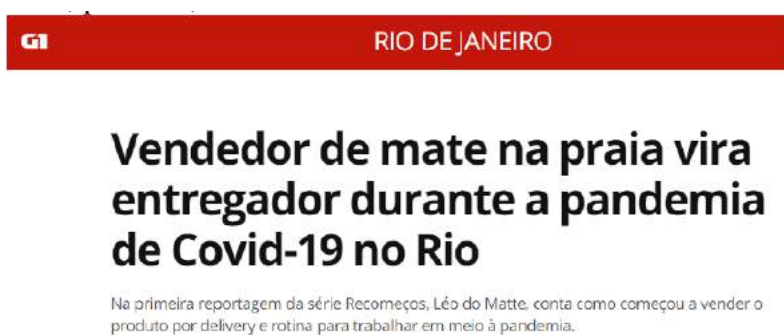 G1
RIO DE JANEIRO
Vendedor de mate na praia vira
entregador durante a pandemia
de Covid-19 no Rio
Na primeira reportagem da série Recomeços, Léo do Matte, conta como começou a vender o
produto por delivery e rotina para trabalhar em meio à pandemia.